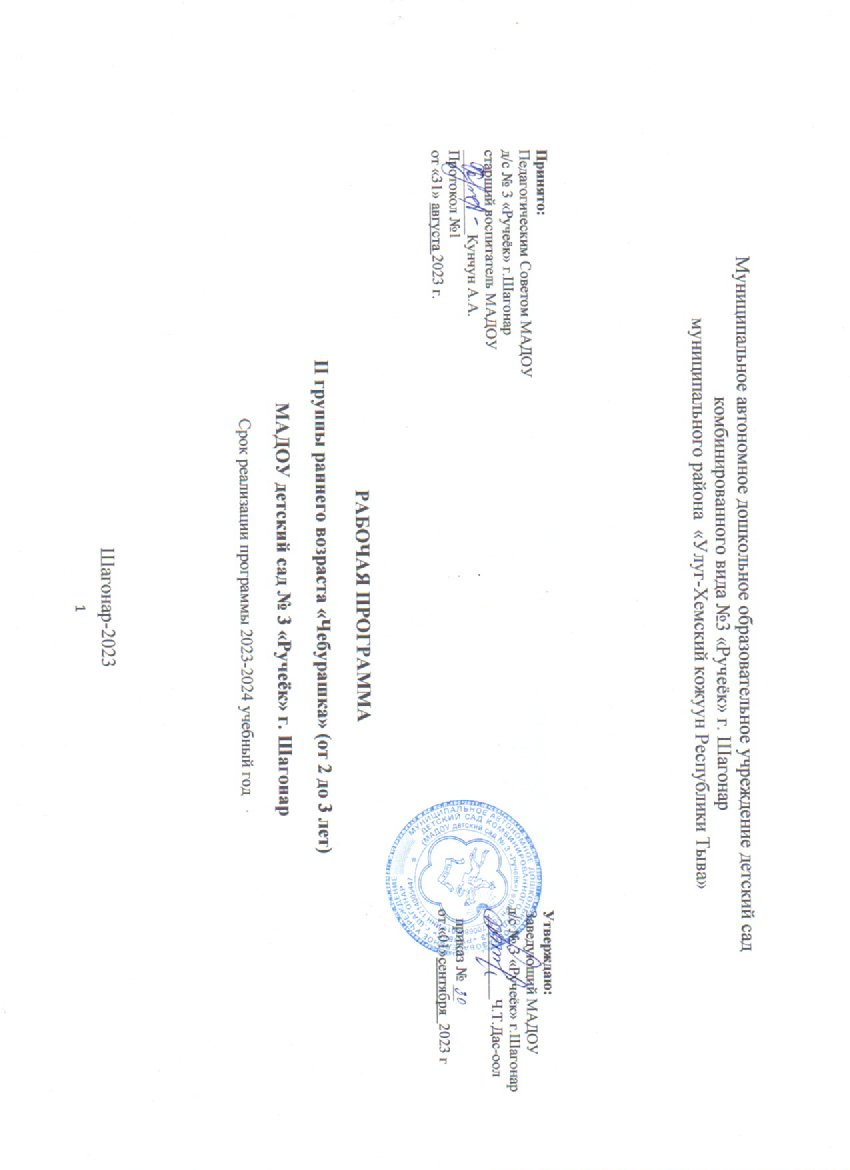 Муниципальное автономное дошкольное образовательное учреждение детский сад
комбинированного вида №3 «Ручеёк» г. Шагонар
муниципального района «Улуг-Хемский кожуун Республики Тыва»
Принято:
Педагогическим Советом МАДОУ
д/с № 3 «Ручеёк» г.Шагонар
старший воспитатель МАДОУ
Кунчун А.А.
Протокол №1
от «31» августа 2023 г.
Утверждаю:
Заведующий МАДОУ
д/с № 3 «Ручеёк» г.Шагонар
Ч.Т.Дас-оол
приказ №
от «01» сентября 2023 г
РАБОЧАЯ ПРОГРАММА
II группы раннего возраста «Чебурашка» (от 2 до 3 лет)
МАДОУ детский сад № 3 «Ручеёк» г. Шагонар
Срок реализации программы 2023-2024 учебный год
Шагонар-2023
1